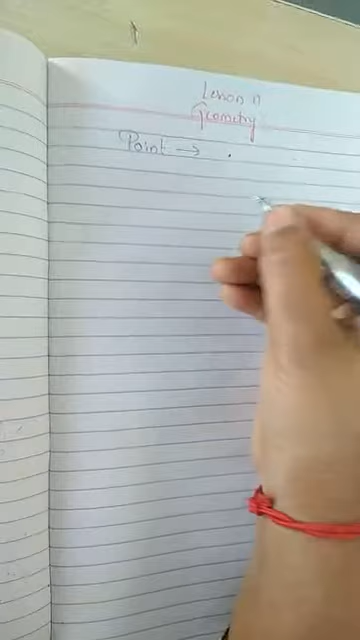 Lesson 11
Geometry
Point → .